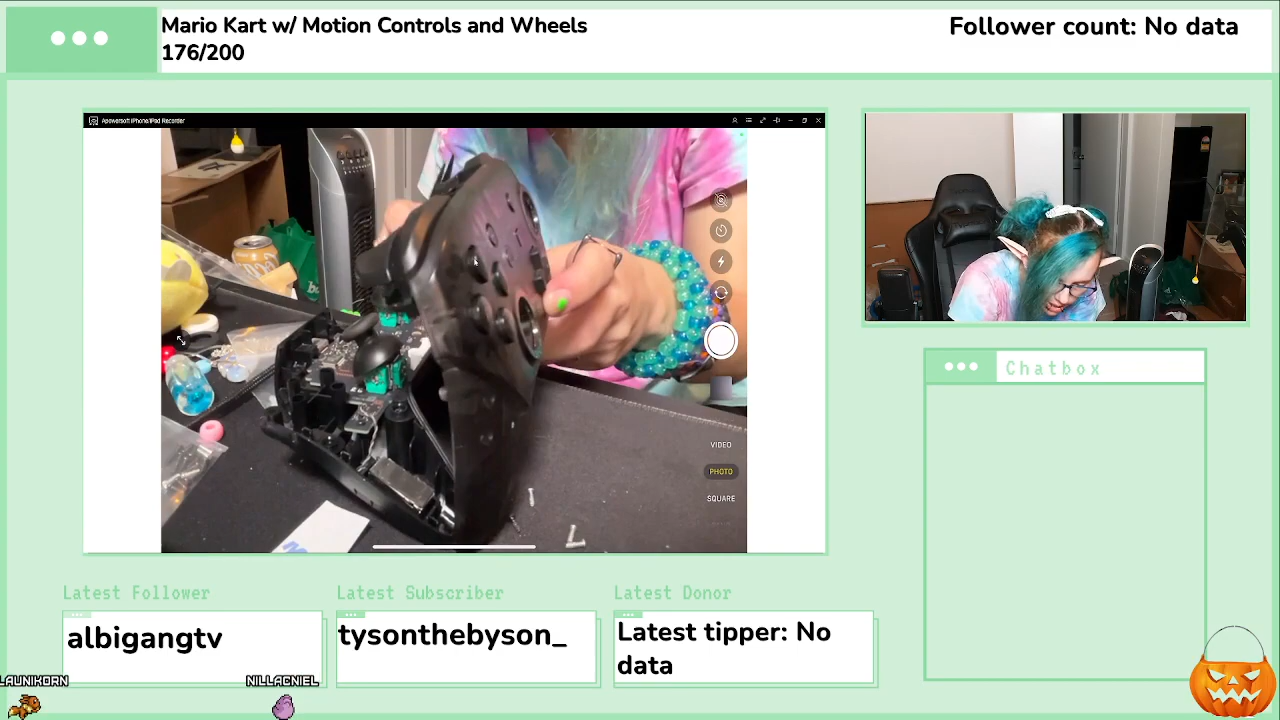 Mario Kart w/ Motion Controls and Wheels
176/200
Follower count: No data
Apowersoft iPhone/iPad Recorder
VIDEO
PHOTO
SQUARE
Chatbox
Latest Follower
albigangtv
Latest Subscriber
tysonthebyson_
Latest Donor
Latest tipper: No
data
LAUNIKORN
NILLACNIEL